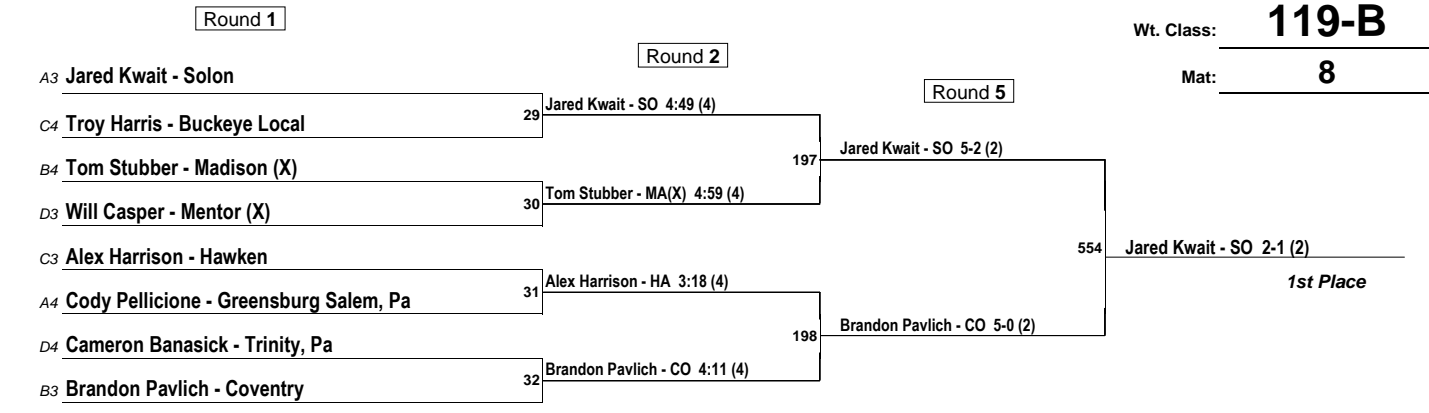 Round 1
Wt. Class: 119-B
Round 2
Mat: 8
Round 5
A3 Jared Kwait - Solon
29 Jared Kwait - SO 4:49 (4)
C4 Troy Harris - Buckeye Local
197 Jared Kwait - SO 5-2 (2)
B4 Tom Stubber - Madison (X)
30 Tom Stubber - MA(X) 4:59 (4)
D3 Will Casper - Mentor (X)
554 Jared Kwait - SO 2-1 (2)
1st Place
C3 Alex Harrison - Hawken
31 Alex Harrison - HA 3:18 (4)
A4 Cody Pellicione - Greensburg Salem, Pa
198 Brandon Pavlich - CO 5-0 (2)
D4 Cameron Banasick - Trinity, Pa
32 Brandon Pavlich - CO 4:11 (4)
B3 Brandon Pavlich - Coventry